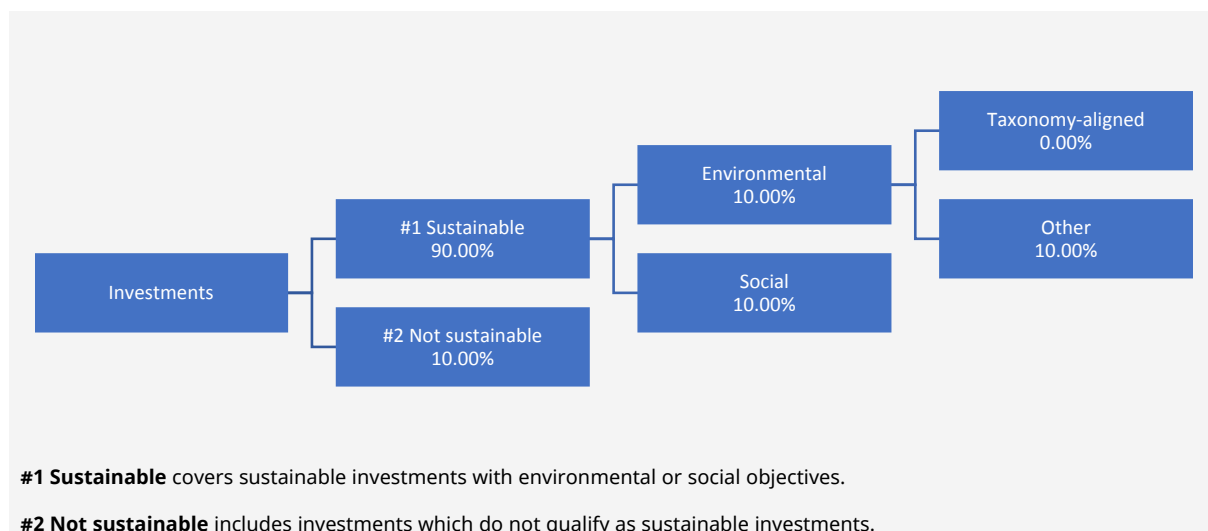 Taxonomy-aligned
0.00%
Environmental
10.00%
#1 Sustainable
90.00%
Other
10.00%
Investments
Social
10.00%
#2 Not sustainable
10.00%
#1 Sustainable covers sustainable investments with environmental or social objectives.
#2 Not sustainable includes investments which do not qualify as sustainable investments.